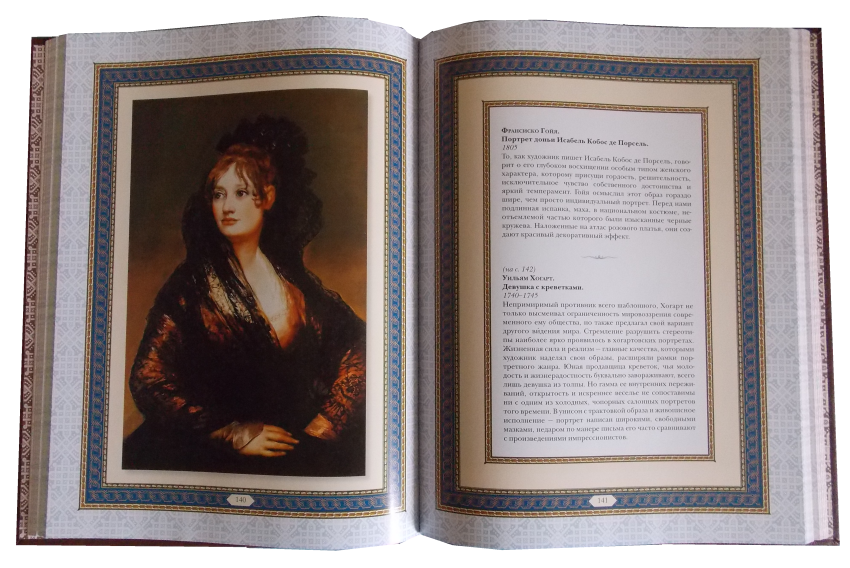 Франсиско Гойя.
Портрет доньи Исабель Кобос де Порсель.
1805
То, как художник пишет Исабель Кобос де Порсель, гово-
рит о его глубоком восхищении особым типом женского
характера, которому присущи гордость, решительность,
исключительное чувство собственного достоинства и
яркий темперамент. Гойя осмыслил этот образ гораздо
шире, чем просто индивидуальный портрет. Перед нами
подлинная испанка, маха, в национальном костюме, не-
отъемлемой частью которого были изысканные черные
кружева. Наложенные на атлас розового платья, они соз-
дают красивый декоративный эффект.
(на с. 142)
Уильям Хогарт.
Девушка с креветками.
1740–1745
Непримиримый противник всего шаблонного, Хогарт не
только высмеивал ограниченность мировоззрения совре-
менного ему общества, но также предлагал свой вариант
другого видения мира. Стремление разрушить стереоти-
пы наиболее ярко проявилось в хогартовских портретах.
Жизненная сила и реализм – главные качества, которыми
художник наделял свои образы, расширили рамки пор-
третного жанра. Юная продавщица креветок, чья моло-
дость и жизнерадостность буквально завораживают, всего
лишь девушка из толпы. Но гамма ее внутренних пережи-
ваний, открытость и искреннее веселье не сопоставимы
ни с одним из холодных, чопорных салонных портретов
того времени. В унисон с трактовкой образа и живописное
исполнение – портрет написан широкими, свободными
мазками, недаром по манере письма его часто сравнивают
с произведениями импрессионистов.
140
141